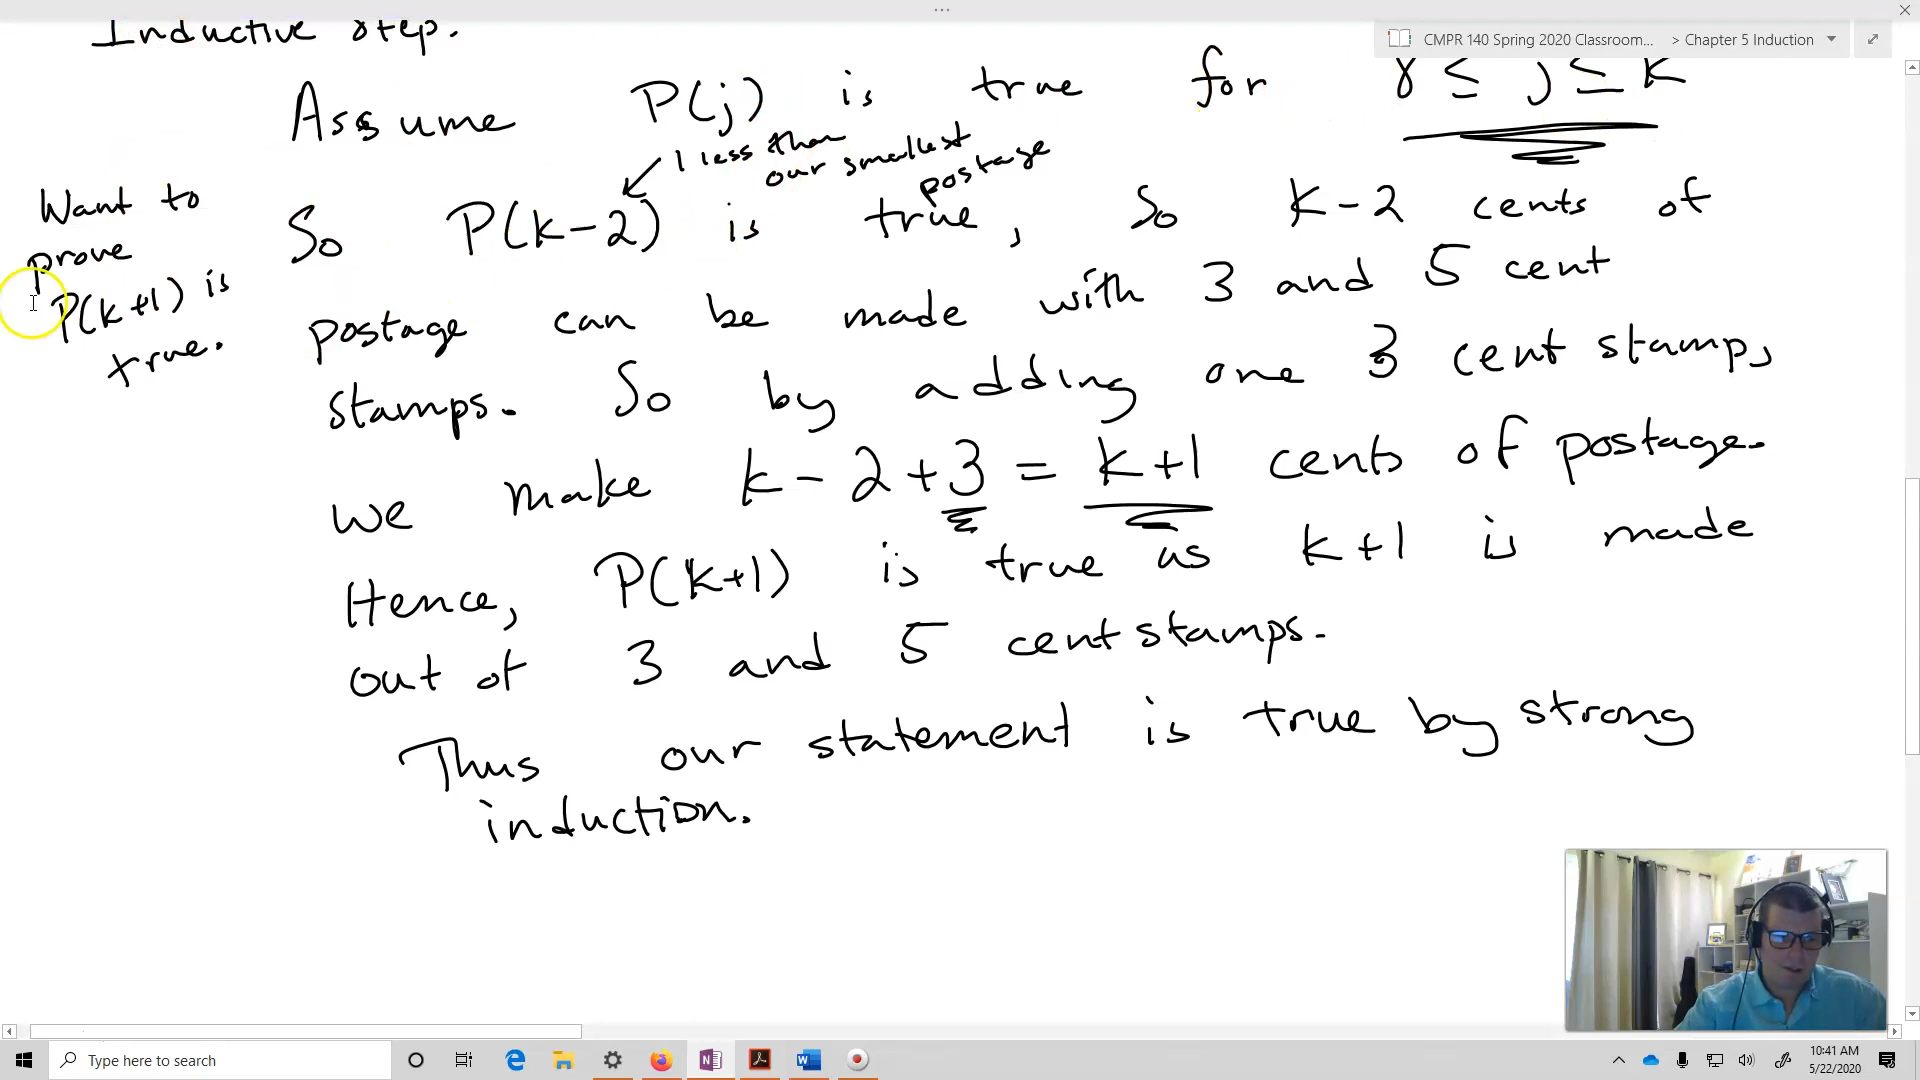 Inductive Step.
CMPR 140 Spring 2020 Classroom... > Chapter 5 Induction
Assume P(j) is true for 8 ≤ j ≤ k
1 less than
our smallest
postage
Want to
prove
P(k+1) is
true.
So P(k-2) is true, So k-2 cents of
postage can be made with 3 and 5 cent
stamps. So by adding one 3 cent stamp,
we make k-2+3 = k+1 cents of postage.
Hence, P(k+1) is true as k+1 is made
out of 3 and 5 cent stamps.
Thus our statement is true by strong
induction.
Type here to search
10:41 AM
5/22/2020